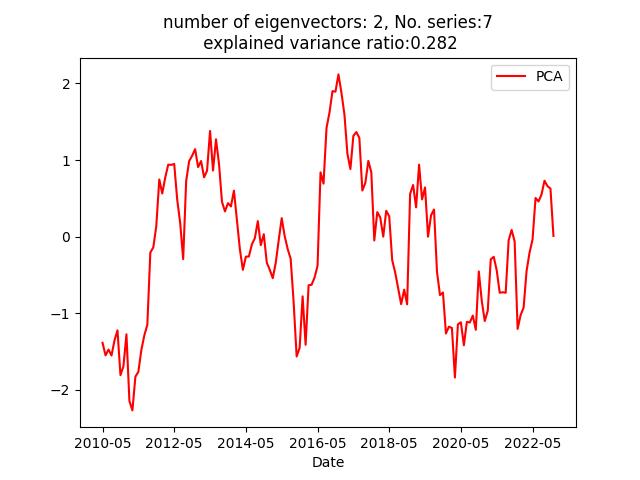 number of eigenvectors: 2, No. series:7
explained variance ratio:0.282
PCA
2
1
0
−1
−2
2010-05 2012-05 2014-05 2016-05 2018-05 2020-05 2022-05
Date